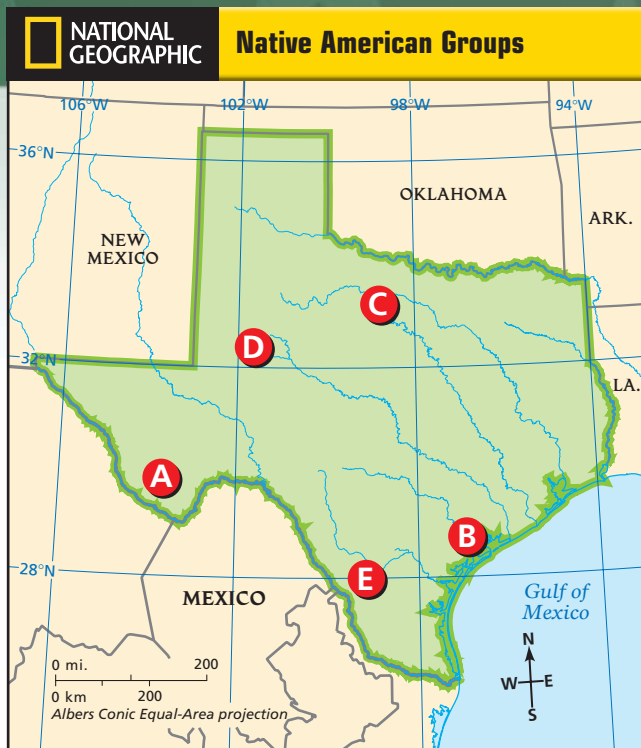 NATIONAL
GEOGRAPHIC
Native American Groups
106°W
102°W
98°W
94°W
36°N
OKLAHOMA
ARK.
NEW
MEXICO
C
D
32°N
LA.
A
B
E
28°N
MEXICO
Gulf of
Mexico
N
W
E
S
0 mi.
200
0 km
200
Albers Conic Equal-Area projection